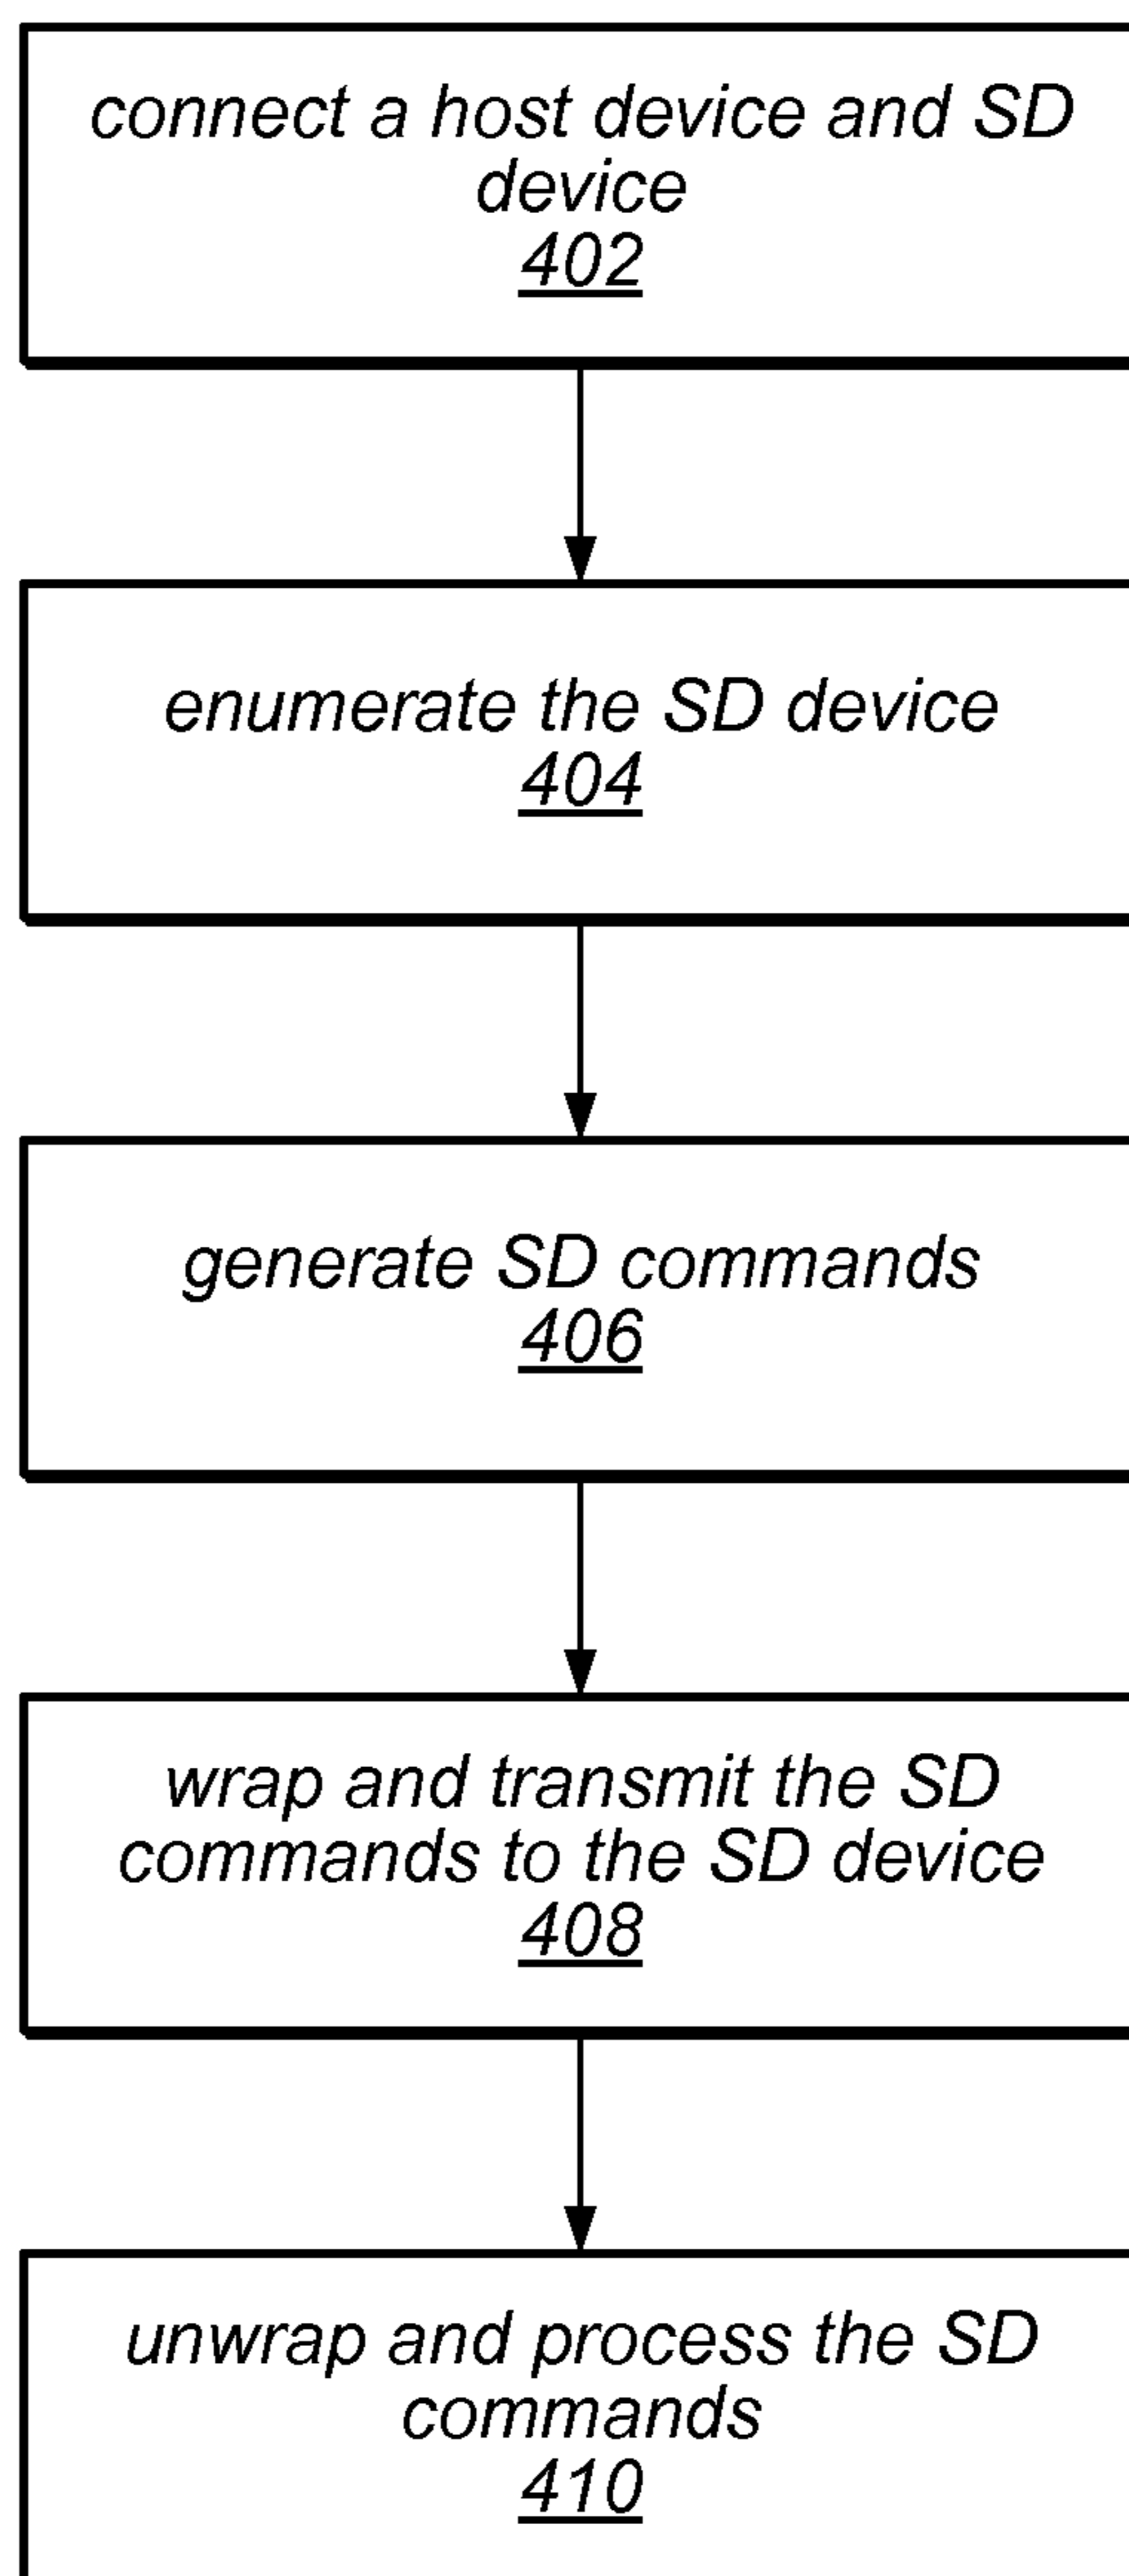 connect a host device and SD
device
402
enumerate the SD device
404
generate SD commands
406
wrap and transmit the SD
commands to the SD device
408
unwrap and process the SD
commands
410